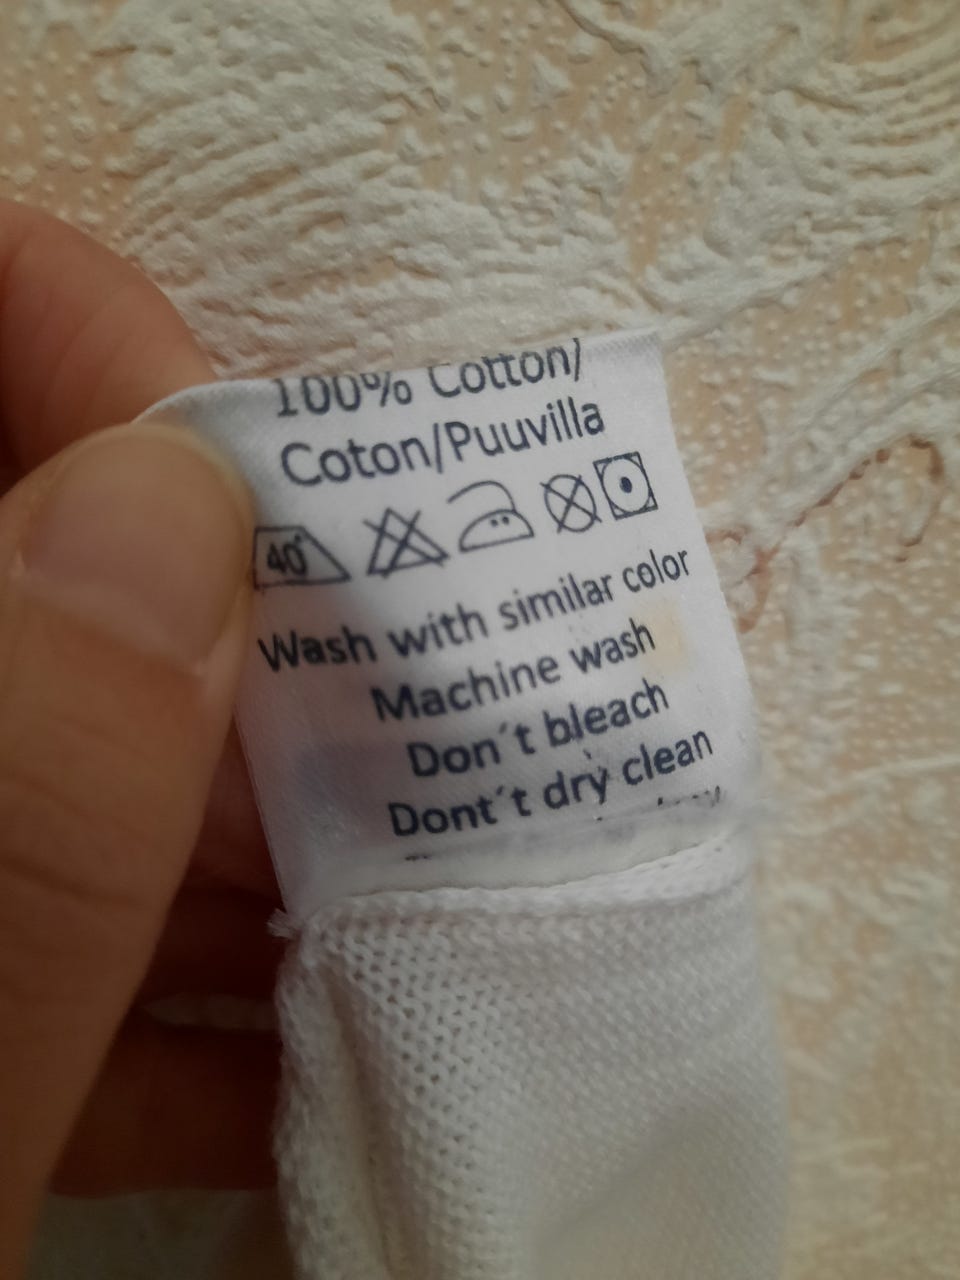 100% Cotton/
Coton/Puuvilla
40°
Wash with similar color
Machine wash
Don´t bleach
Dont´t dry clean